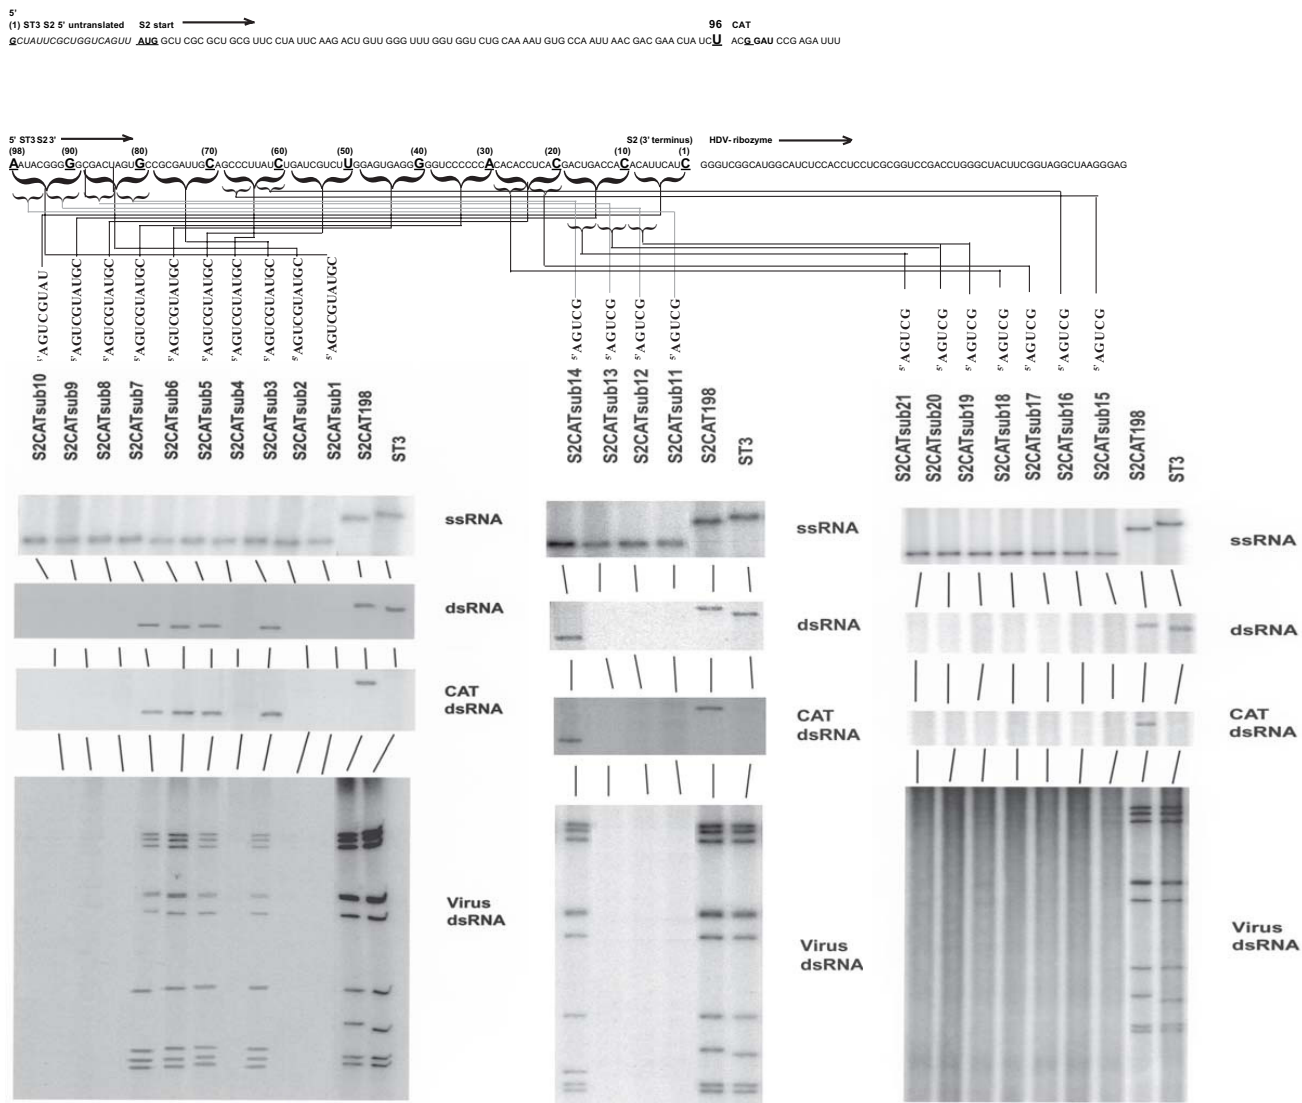 5'
(1) ST3 S2 5' untranslated S2 start
GCUAUUCGCUGGUCAGUU AUG GCU CGC GCU GCG UUC CUA UUC AAG ACU GUU GGG UUU GGU GGU CUG CAA AAU GUG CCA AUU AAC GAC GAA CUA UC U ACG GAU CCG AGA UUU
96 CAT
5' ST3 S2 3' S2 (3' terminus) HDV- ribozyme
(98) (90) (80) (70) (60) (50) (40) (30) (20) (10) (1)
AAUACGGGGGCGACUAGUGCCGCGAUUGCAGCCCUUAUCUGAUCGUCUUUGGAGUGAGGGGGUCCCCCCACACACCUCACGACUGACCACACAUUCAUC GGGUCGGCAUGGCAUCUCCACCUCCUCGCGGUCCGACCUGGGCUACUUCGGUAGGCUAAGGGAG
5' AGUCGUAU
5' AGUCGUAUGC
5' AGUCGUAUGC
5' AGUCGUAUGC
5' AGUCGUAUGC
5' AGUCGUAUGC
5' AGUCGUAUGC
5' AGUCGUAUGC
5' AGUCGUAUGC
5' AGUCGUAUGC
5' AGUCG
5' AGUCG
5' AGUCG
5' AGUCG
5' AGUCG
5' AGUCG
5' AGUCG
5' AGUCG
5' AGUCG
5' AGUCG
5' AGUCG
S2CATsub10
S2CATsub9
S2CATsub8
S2CATsub7
S2CATsub6
S2CATsub5
S2CATsub4
S2CATsub3
S2CATsub2
S2CATsub1
S2CAT198
ST3
ssRNA
dsRNA
CAT
dsRNA
Virus
dsRNA
S2CATsub14
S2CATsub13
S2CATsub12
S2CATsub11
S2CAT198
ST3
ssRNA
dsRNA
CAT
dsRNA
Virus
dsRNA
S2CATsub21
S2CATsub20
S2CATsub19
S2CATsub18
S2CATsub17
S2CATsub16
S2CATsub15
S2CAT198
ST3
ssRNA
dsRNA
CAT
dsRNA
Virus
dsRNA